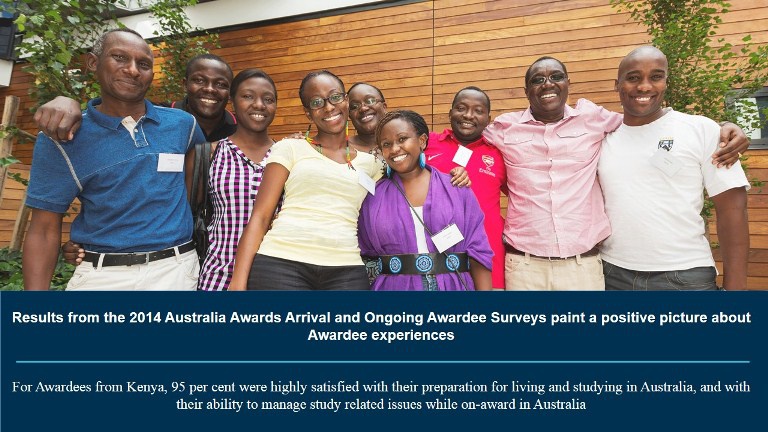 Results from the 2014 Australia Awards Arrival and Ongoing Awardee Surveys paint a positive picture about
Awardee experiences
For Awardees from Kenya, 95 per cent were highly satisfied with their preparation for living and studying in Australia, and with
their ability to manage study related issues while on-award in Australia